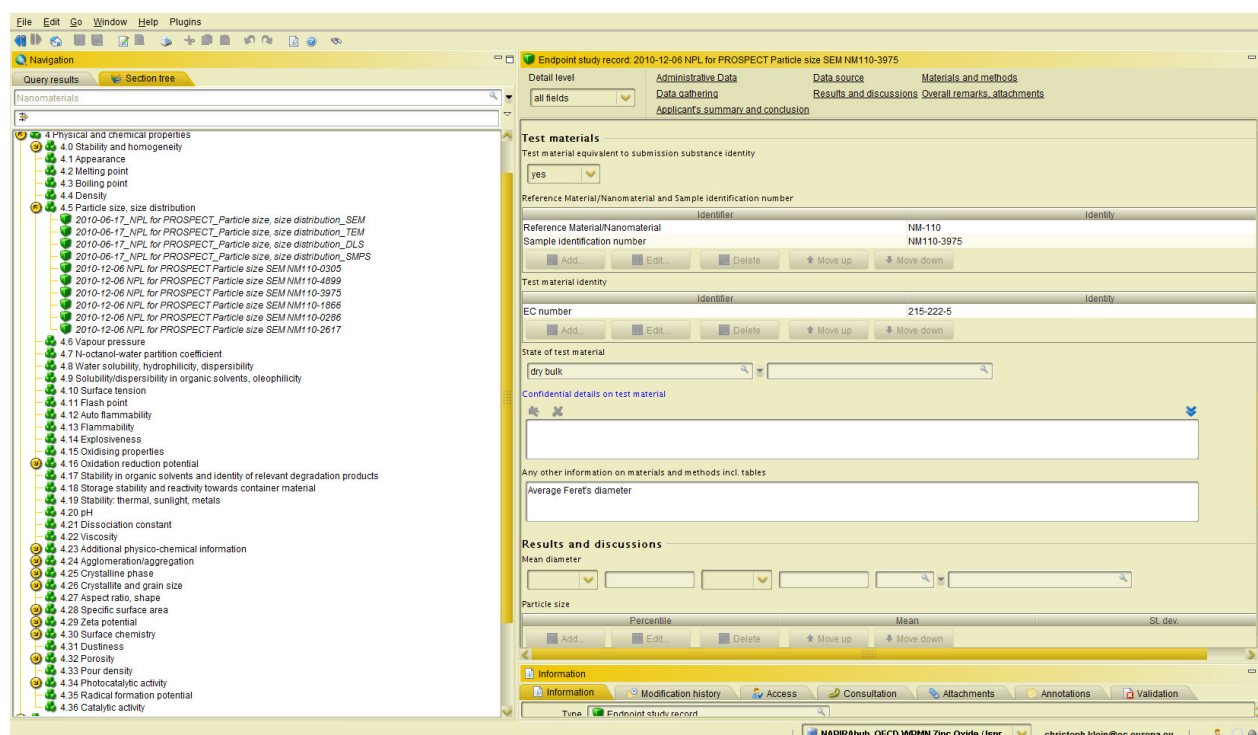 File Edit Go Window Help Plugins
Navigation
Query results Section tree
Nanomaterials
4 Physical and chemical properties
4.0 Stability and homogeneity
4.1 Appearance
4.2 Melting point
4.3 Boiling point
4.4 Density
4.5 Particle size, size distribution
2010-06-17_NPL for PROSPECT_Particle size, size distribution_SEM
2010-06-17_NPL for PROSPECT_Particle size, size distribution_TEM
2010-06-17_NPL for PROSPECT_Particle size, size distribution_DLS
2010-06-17_NPL for PROSPECT_Particle size, size distribution_SMPS
2010-12-06 NPL for PROSPECT Particle size SEM NM110-0305
2010-12-06 NPL for PROSPECT Particle size SEM NM110-4899
2010-12-06 NPL for PROSPECT Particle size SEM NM110-3975
2010-12-06 NPL for PROSPECT Particle size SEM NM110-1866
2010-12-06 NPL for PROSPECT Particle size SEM NM110-0286
2010-12-06 NPL for PROSPECT Particle size SEM NM110-2617
4.6 Vapour pressure
4.7 N-octanol-water partition coefficient
4.8 Water solubility, hydrophilicity, dispersibility
4.9 Solubility/dispersibility in organic solvents, oleophilicity
4.10 Surface tension
4.11 Flash point
4.12 Auto flammability
4.13 Flammability
4.14 Explosiveness
4.15 Oxidising properties
4.16 Oxidation reduction potential
4.17 Stability in organic solvents and identity of relevant degradation products
4.18 Storage stability and reactivity towards container material
4.19 Stability: thermal, sunlight, metals
4.20 pH
4.21 Dissociation constant
4.22 Viscosity
4.23 Additional physico-chemical information
4.24 Agglomeration/aggregation
4.25 Crystalline phase
4.26 Crystallite and grain size
4.27 Aspect ratio, shape
4.28 Specific surface area
4.29 Zeta potential
4.30 Surface chemistry
4.31 Dustiness
4.32 Porosity
4.33 Pour density
4.34 Photocatalytic activity
4.35 Radical formation potential
4.36 Catalytic activity
Endpoint study record: 2010-12-06 NPL for PROSPECT Particle size SEM NM110-3975
Detail level Administrative Data Data source Materials and methods
all fields Data gathering Results and discussions Overall remarks, attachments
Applicant's summary and conclusion
Test materials
Test material equivalent to submission substance identity
yes
Reference Material/Nanomaterial and Sample identification number
Identifier Identity
Reference Material/Nanomaterial NM-110
Sample identification number NM110-3975
Add... Edit... Delete Move up Move down
Test material identity
Identifier Identity
EC number 215-222-5
Add... Edit... Delete Move up Move down
State of test material
dry bulk
Confidential details on test material
Any other information on materials and methods incl. tables
Average Feret's diameter
Results and discussions
Mean diameter
Particle size
Percentile Mean St. dev.
Add... Edit... Delete Move up Move down
Information
Information Modification history Access Consultation Attachments Annotations Validation
Type Endpoint study record